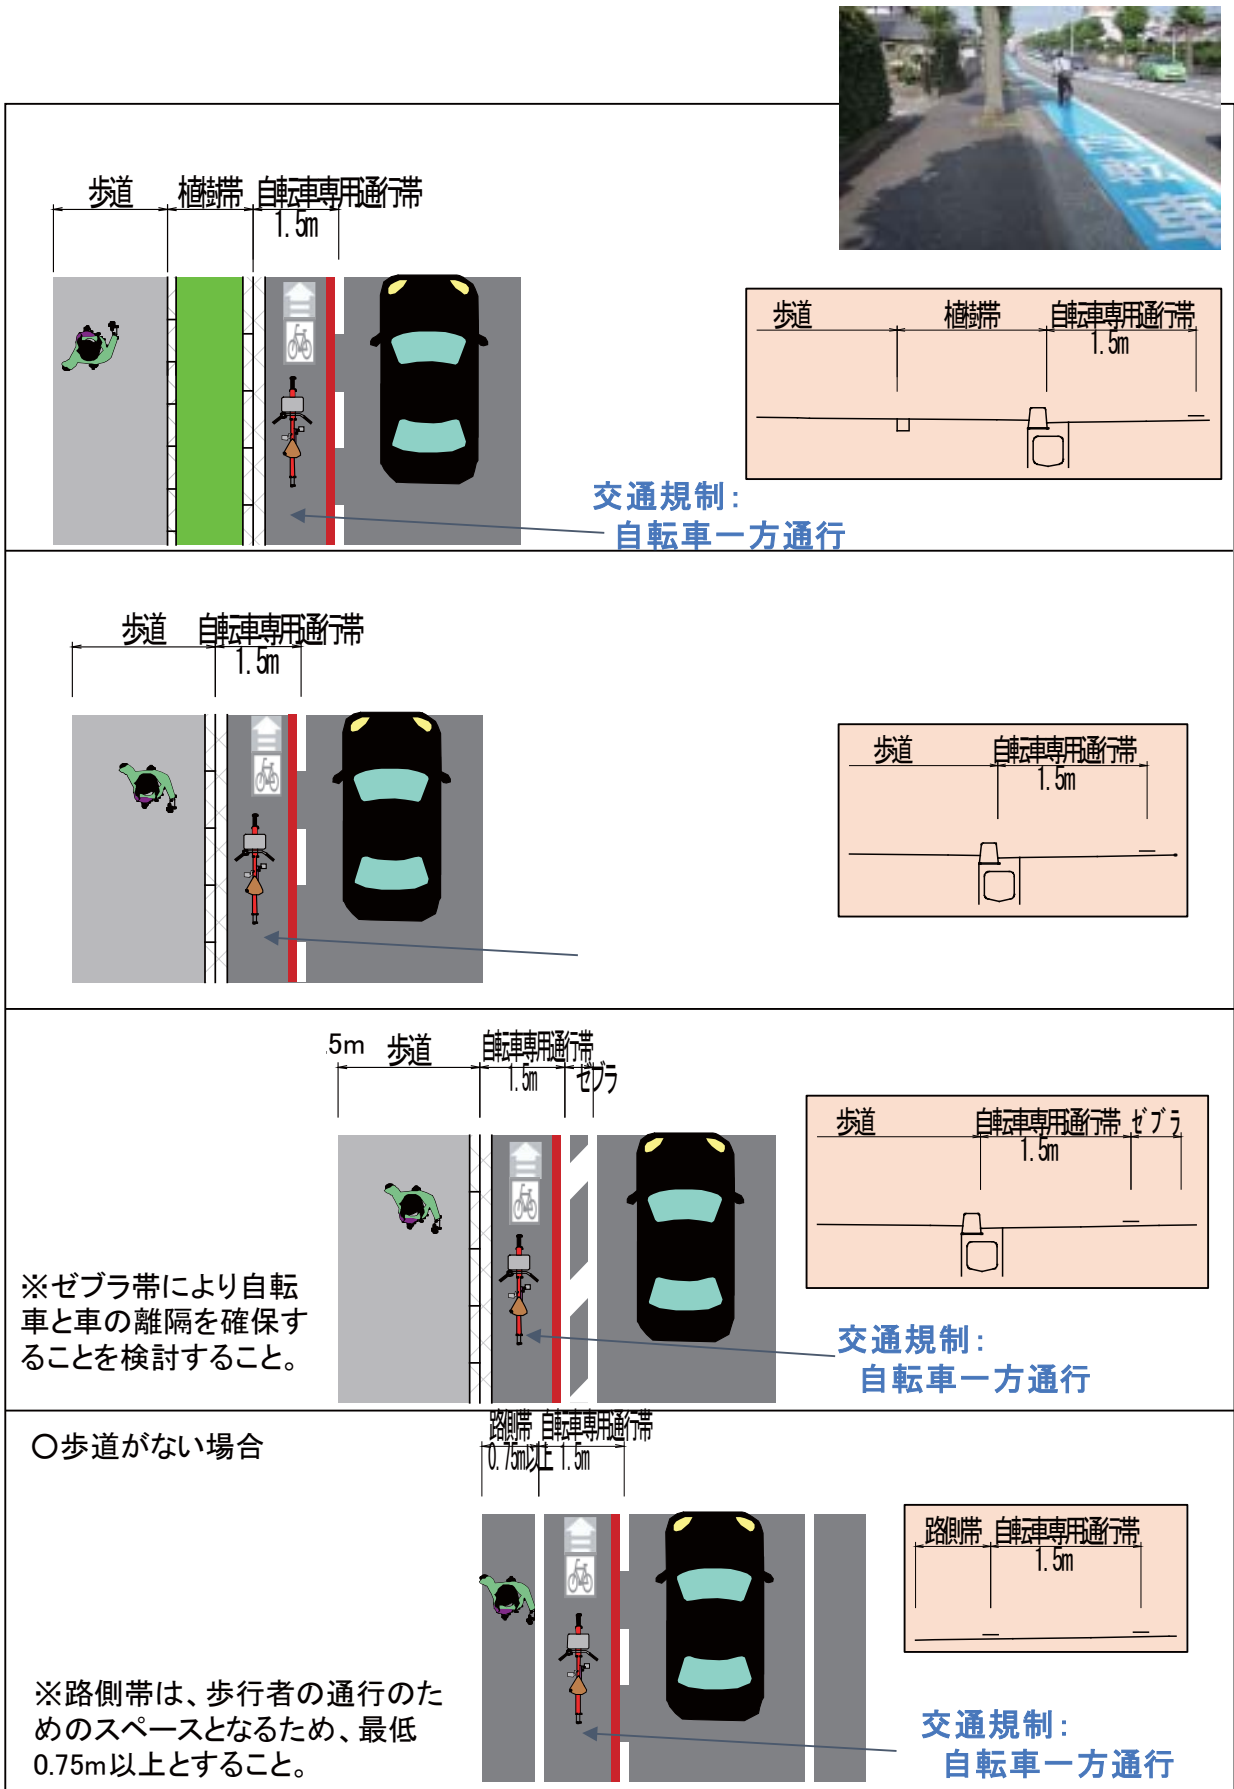 歩道 植樹帯 自転車専用通行帯
1.5m
歩道 植樹帯 自転車専用通行帯
1.5m
交通規制：
自転車一方通行
歩道 自転車専用通行帯
1.5m
歩道 自転車専用通行帯
1.5m
.5m 歩道 自転車専用通行帯
1.5m ゼブラ
歩道 自転車専用通行帯 ゼブラ
1.5m
※ゼブラ帯により自転
車と車の離隔を確保す
ることを検討すること。
交通規制：
自転車一方通行
〇歩道がない場合
路側帯 自転車専用通行帯
0.75m以上 1.5m
路側帯 自転車専用通行帯
1.5m
※路側帯は、歩行者の通行のた
めのスペースとなるため、最低
0.75m以上とすること。
交通規制：
自転車一方通行